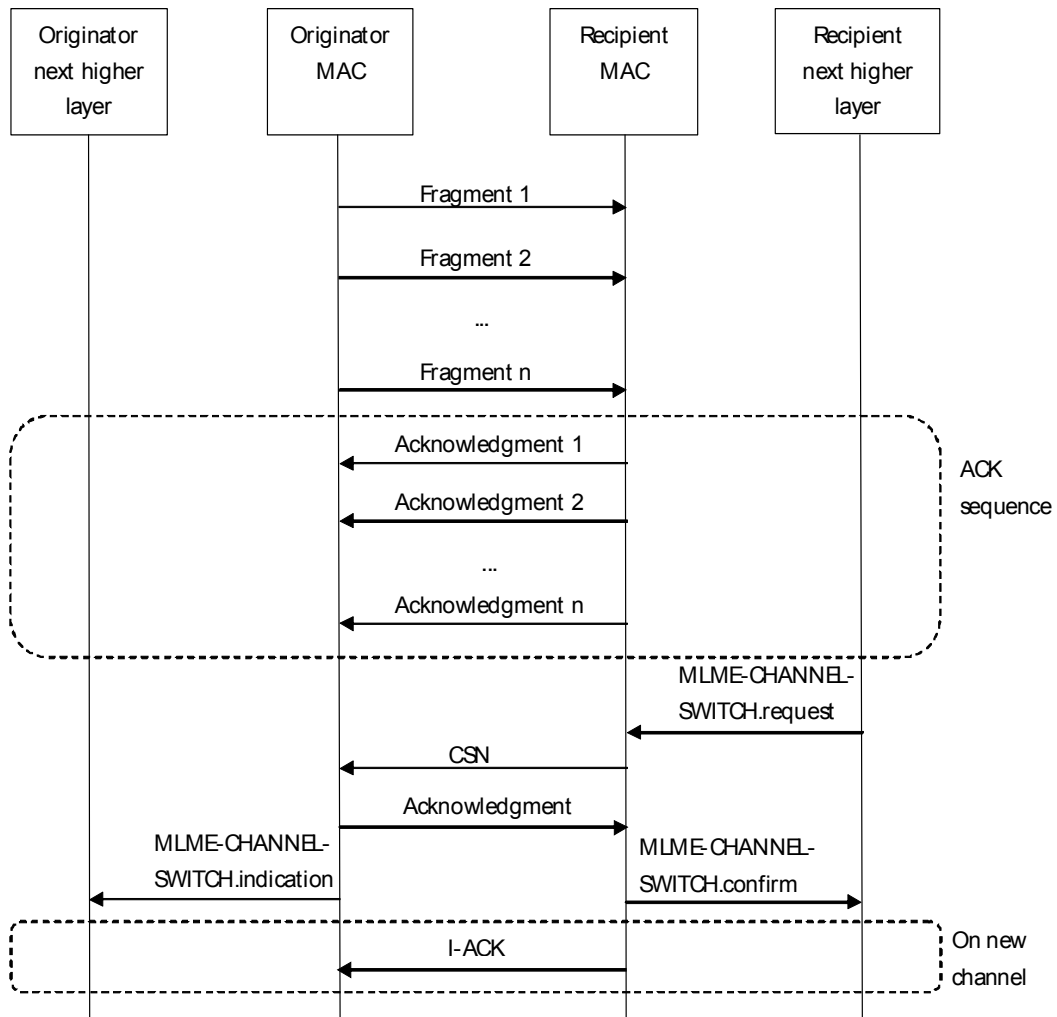 Originator
next higher
layer
Originator
MAC
Recipient
MAC
Recipient
next higher
layer
Fragment 1
Fragment 2
...
Fragment n
Acknowledgment 1
ACK
sequence
Acknowledgment 2
...
Acknowledgment n
MLME-CHANNEL-
SWITCH.request
CSN
Acknowledgment
MLME-CHANNEL-
SWITCH.indication
MLME-CHANNEL-
SWITCH.confirm
I-ACK
On new
channel